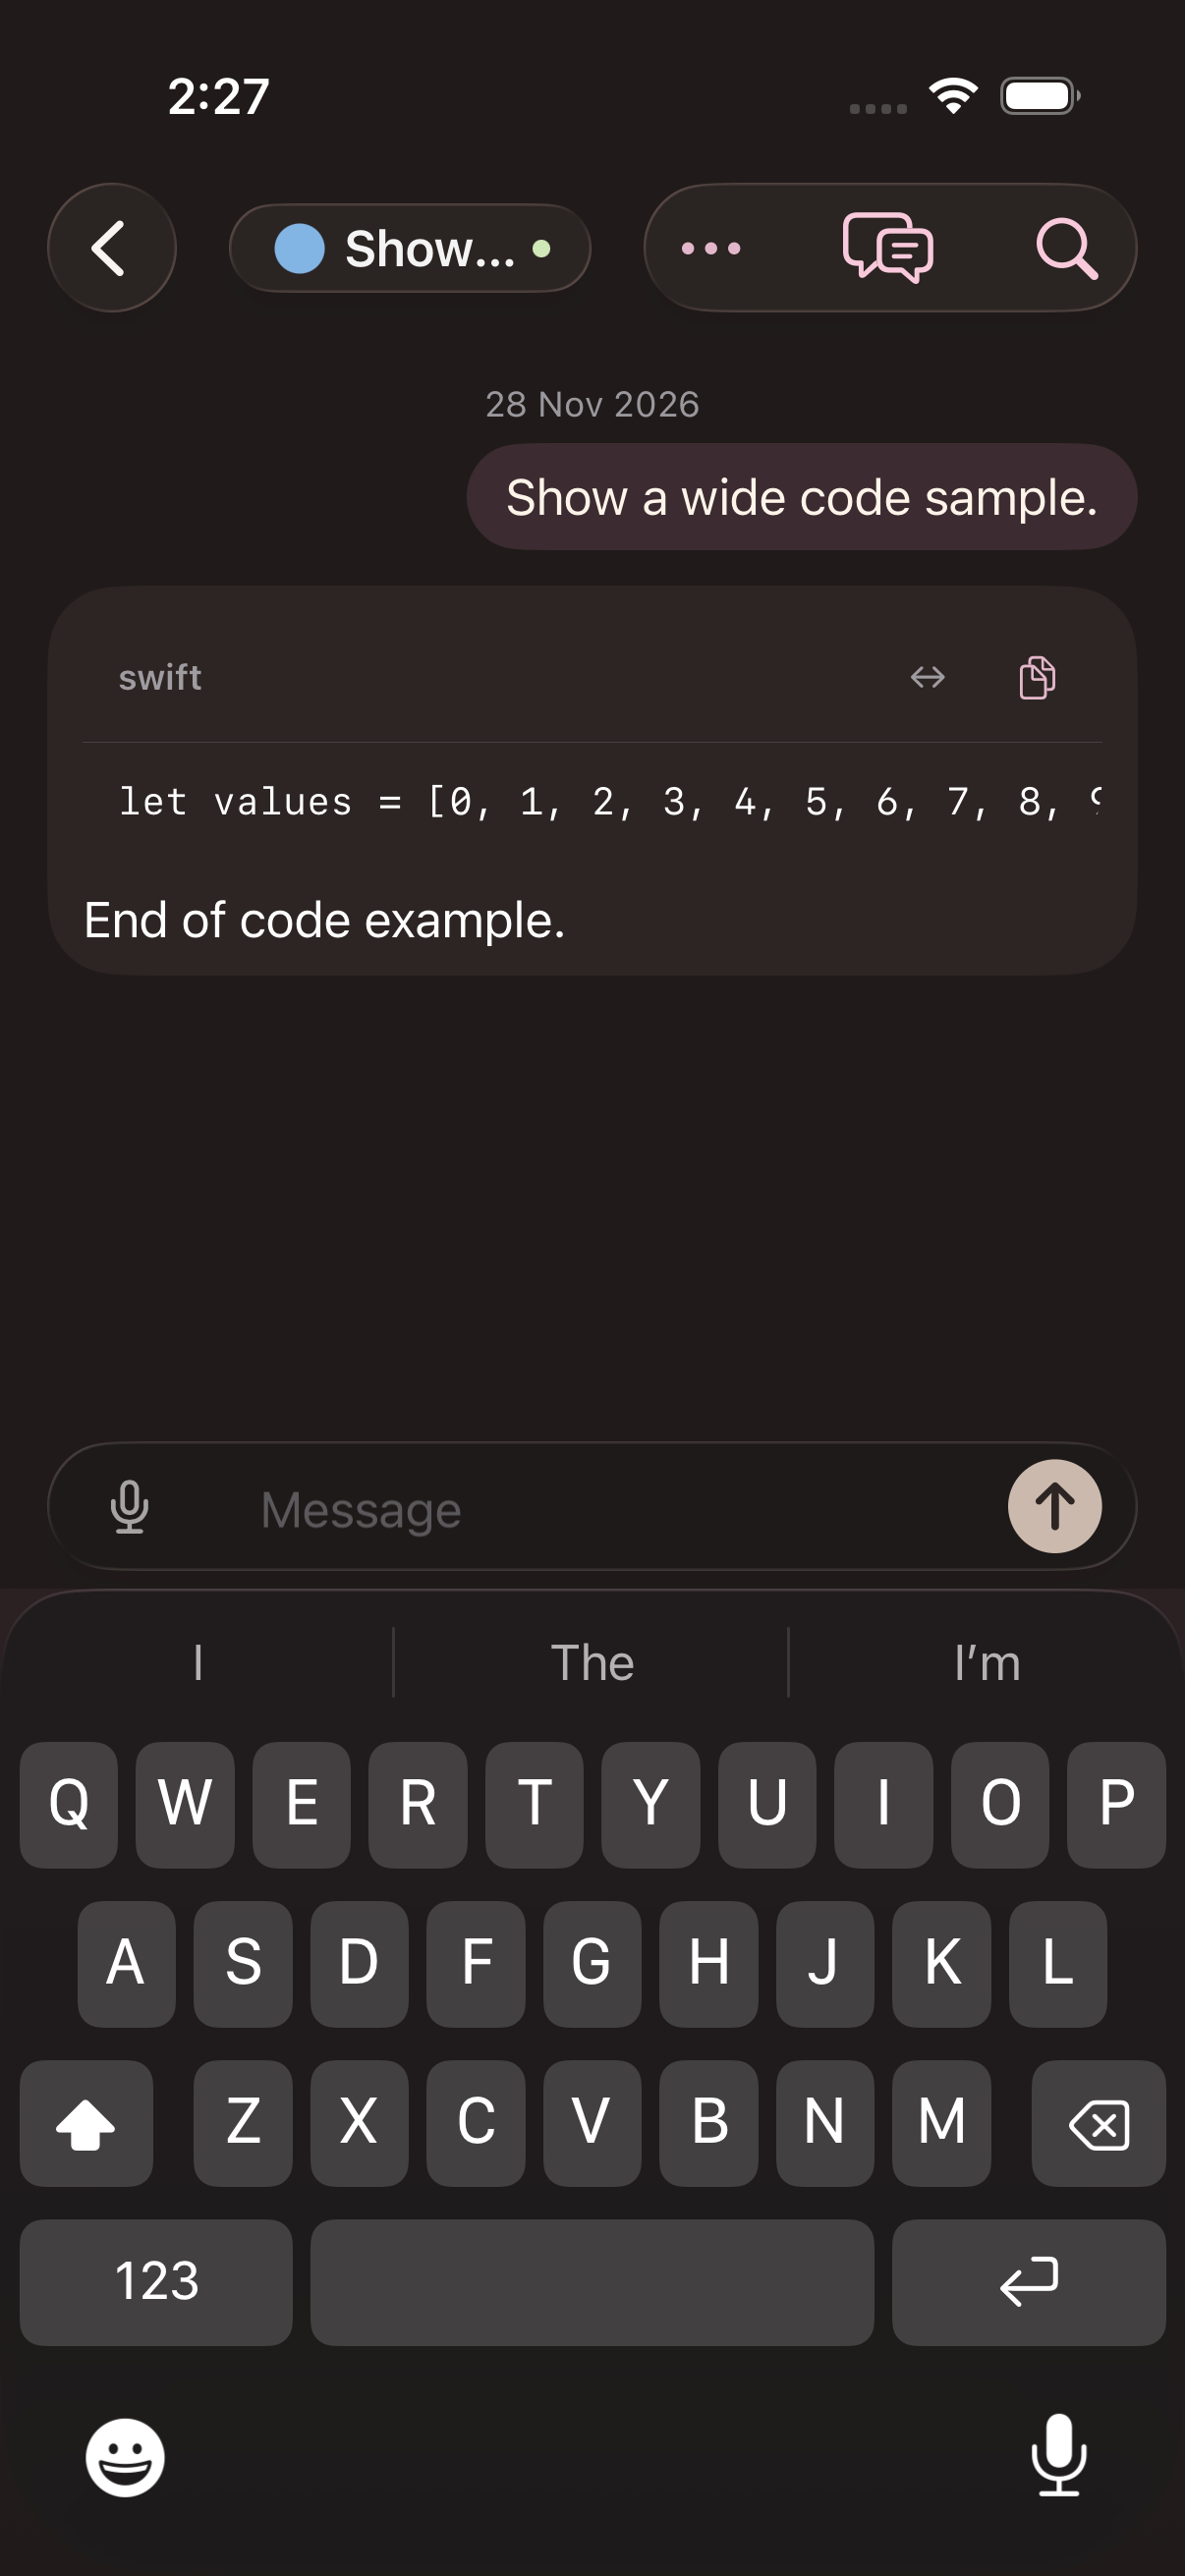 2:27
Show...
28 Nov 2026
Show a wide code sample.
swift
let values = [0, 1, 2, 3, 4, 5, 6, 7, 8,
End of code example.
Message
I The I’m
Q W E R T Y U I O P
A S D F G H J K L
Z X C V B N M
123